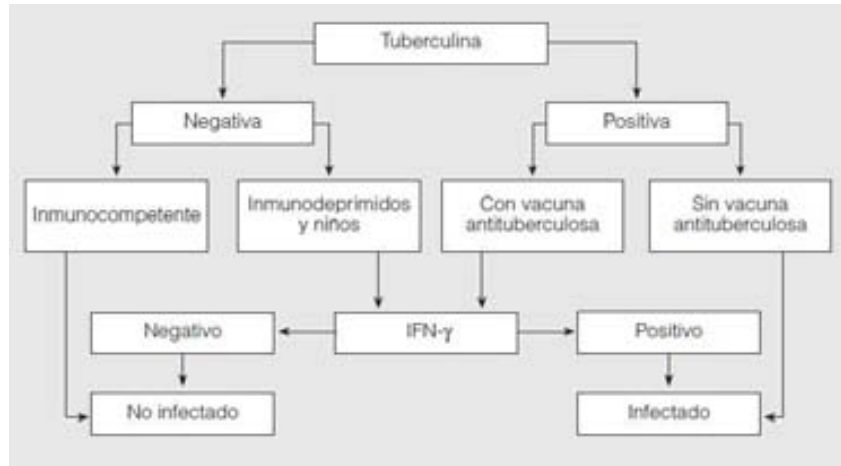 Tuberculina
Negativa
Positiva
Inmunocompetente
Inmunodeprimidos
y niños
Con vacuna
antituberculosa
Sin vacuna
antituberculosa
Negativo
IFN-γ
Positivo
No infectado
Infectado